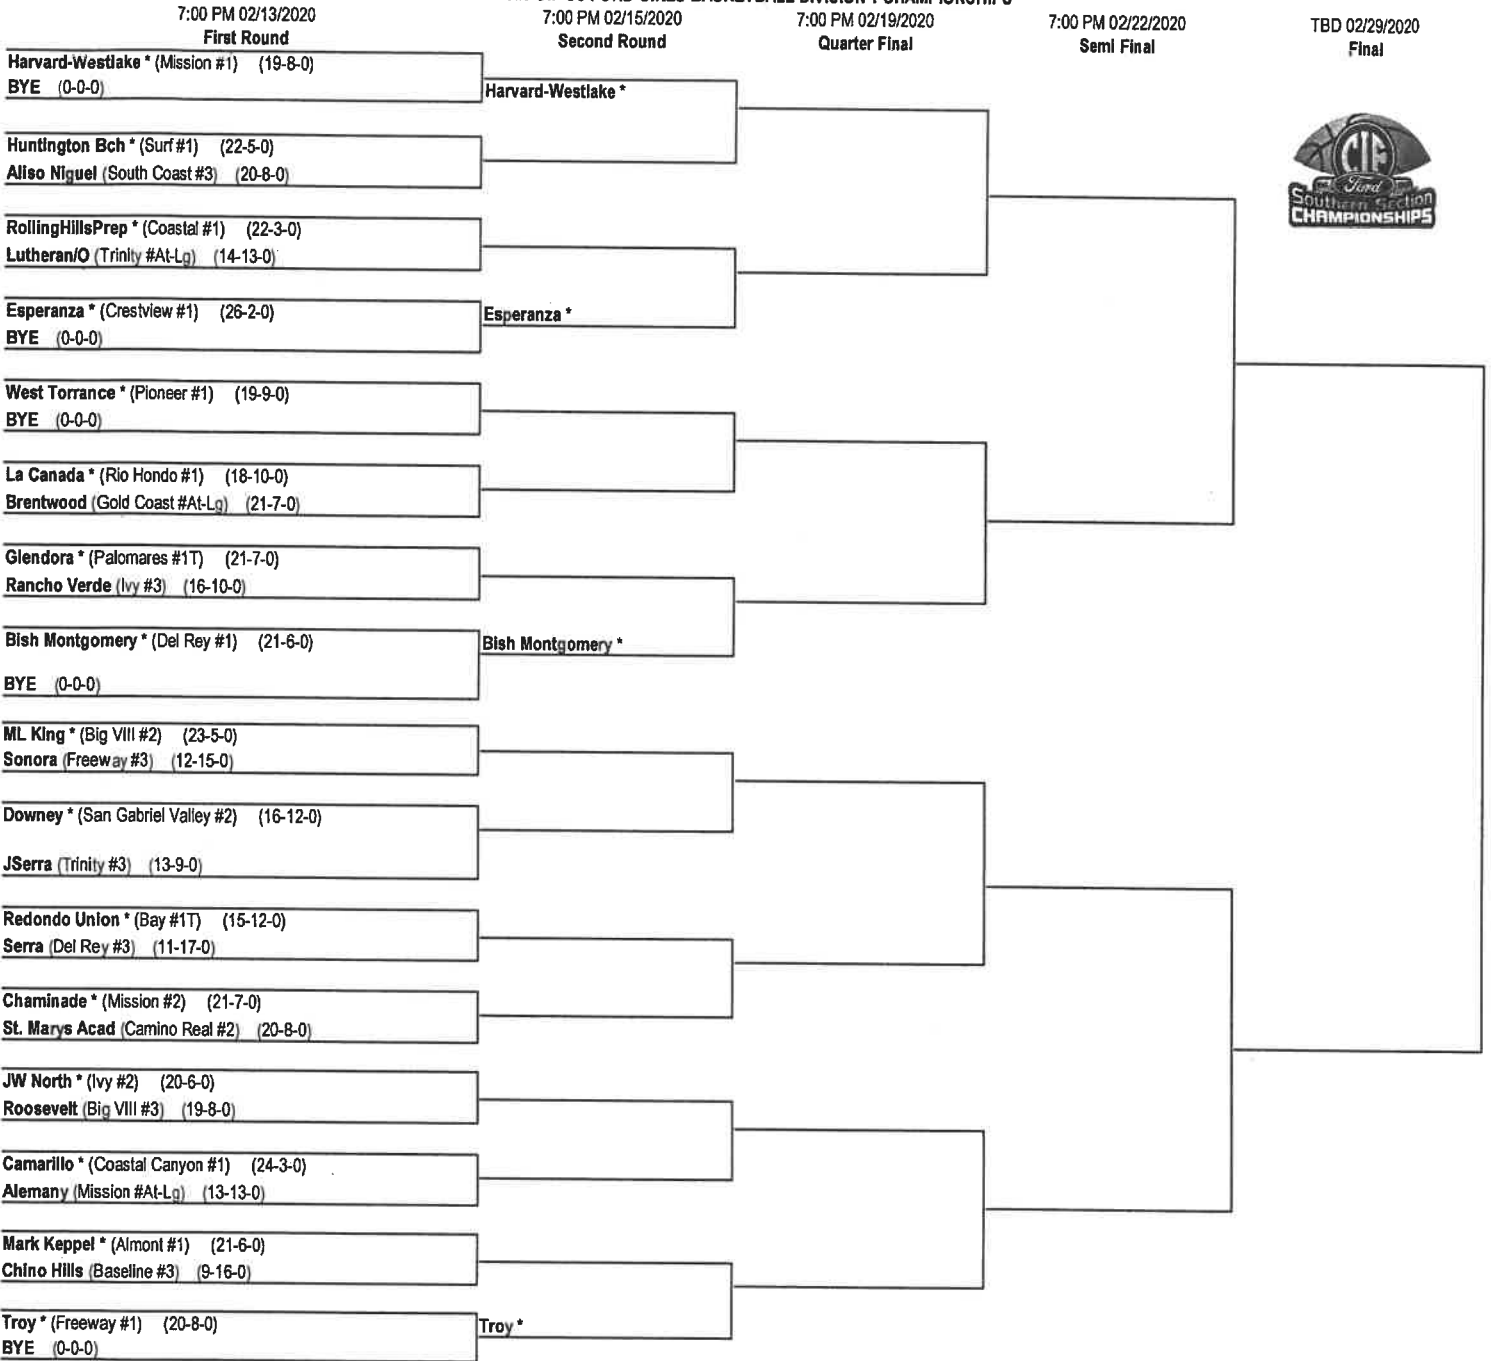 7:00 PM 02/13/2020
First Round
7:00 PM 02/15/2020
Second Round
7:00 PM 02/19/2020
Quarter Final
7:00 PM 02/22/2020
Semi Final
TBD 02/29/2020
Final
CIF
Ford
Southern Section
CHAMPIONSHIPS
Harvard-Westlake * (Mission #1) (19-8-0)
BYE (0-0-0)
Harvard-Westlake *
Huntington Bch * (Surf #1) (22-5-0)
Aliso Niguel (South Coast #3) (20-8-0)
RollingHillsPrep * (Coastal #1) (22-3-0)
Lutheran/O (Trinity #At-Lg) (14-13-0)
Esperanza * (Crestview #1) (26-2-0)
BYE (0-0-0)
Esperanza *
West Torrance * (Pioneer #1) (19-9-0)
BYE (0-0-0)
La Canada * (Rio Hondo #1) (18-10-0)
Brentwood (Gold Coast #At-Lg) (21-7-0)
Glendora * (Palomares #1T) (21-7-0)
Rancho Verde (Ivy #3) (16-10-0)
Bish Montgomery * (Del Rey #1) (21-6-0)
BYE (0-0-0)
Bish Montgomery *
ML King * (Big VIII #2) (23-5-0)
Sonora (Freeway #3) (12-15-0)
Downey * (San Gabriel Valley #2) (16-12-0)
JSerra (Trinity #3) (13-9-0)
Redondo Union * (Bay #1T) (15-12-0)
Serra (Del Rey #3) (11-17-0)
Chaminade * (Mission #2) (21-7-0)
St. Marys Acad (Camino Real #2) (20-8-0)
JW North * (Ivy #2) (20-6-0)
Roosevelt (Big VIII #3) (19-8-0)
Camarillo * (Coastal Canyon #1) (24-3-0)
Alemany (Mission #At-Lg) (13-13-0)
Mark Keppel * (Almont #1) (21-6-0)
Chino Hills (Baseline #3) (9-16-0)
Troy * (Freeway #1) (20-8-0)
BYE (0-0-0)
Troy *